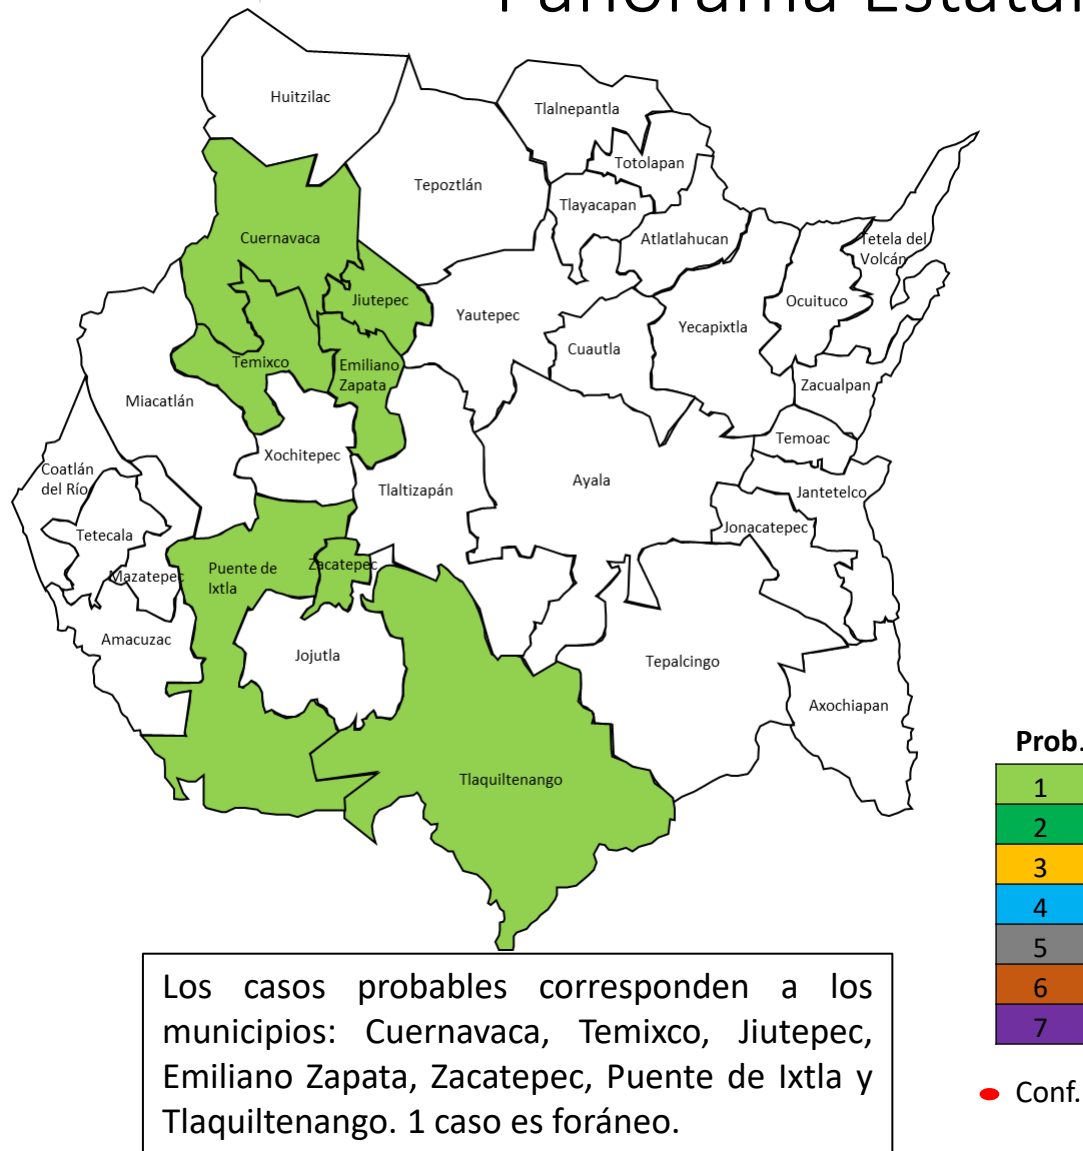 Panorama Estatal
Huitzilac
Tlalnepantla
Totolapan
Tepoztlán
Tlayacapan
Cuernavaca
Atlatlahucan
Tetela del
Volcán
Jiutepec
Ocuituco
Yautepec
Yecapixtla
Cuautla
Temixco
Emiliano
Zapata
Zacualpan
Miacatlán
Temoac
Xochitepec
Coatlán
del Río
Ayala
Tlaltizapán
Jantetelco
Jonacatepec
Tetecala
Zacatepec
Puente de
Ixtla
Mazatepec
Amacuzac
Jojutla
Tepalcingo
Axochiapan
Tlaquiltenango
Prob.
1
2
3
4
5
6
7
Conf.
Los casos probables corresponden a los
municipios: Cuernavaca, Temixco, Jiutepec,
Emiliano Zapata, Zacatepec, Puente de Ixtla y
Tlaquiltenango. 1 caso es foráneo.